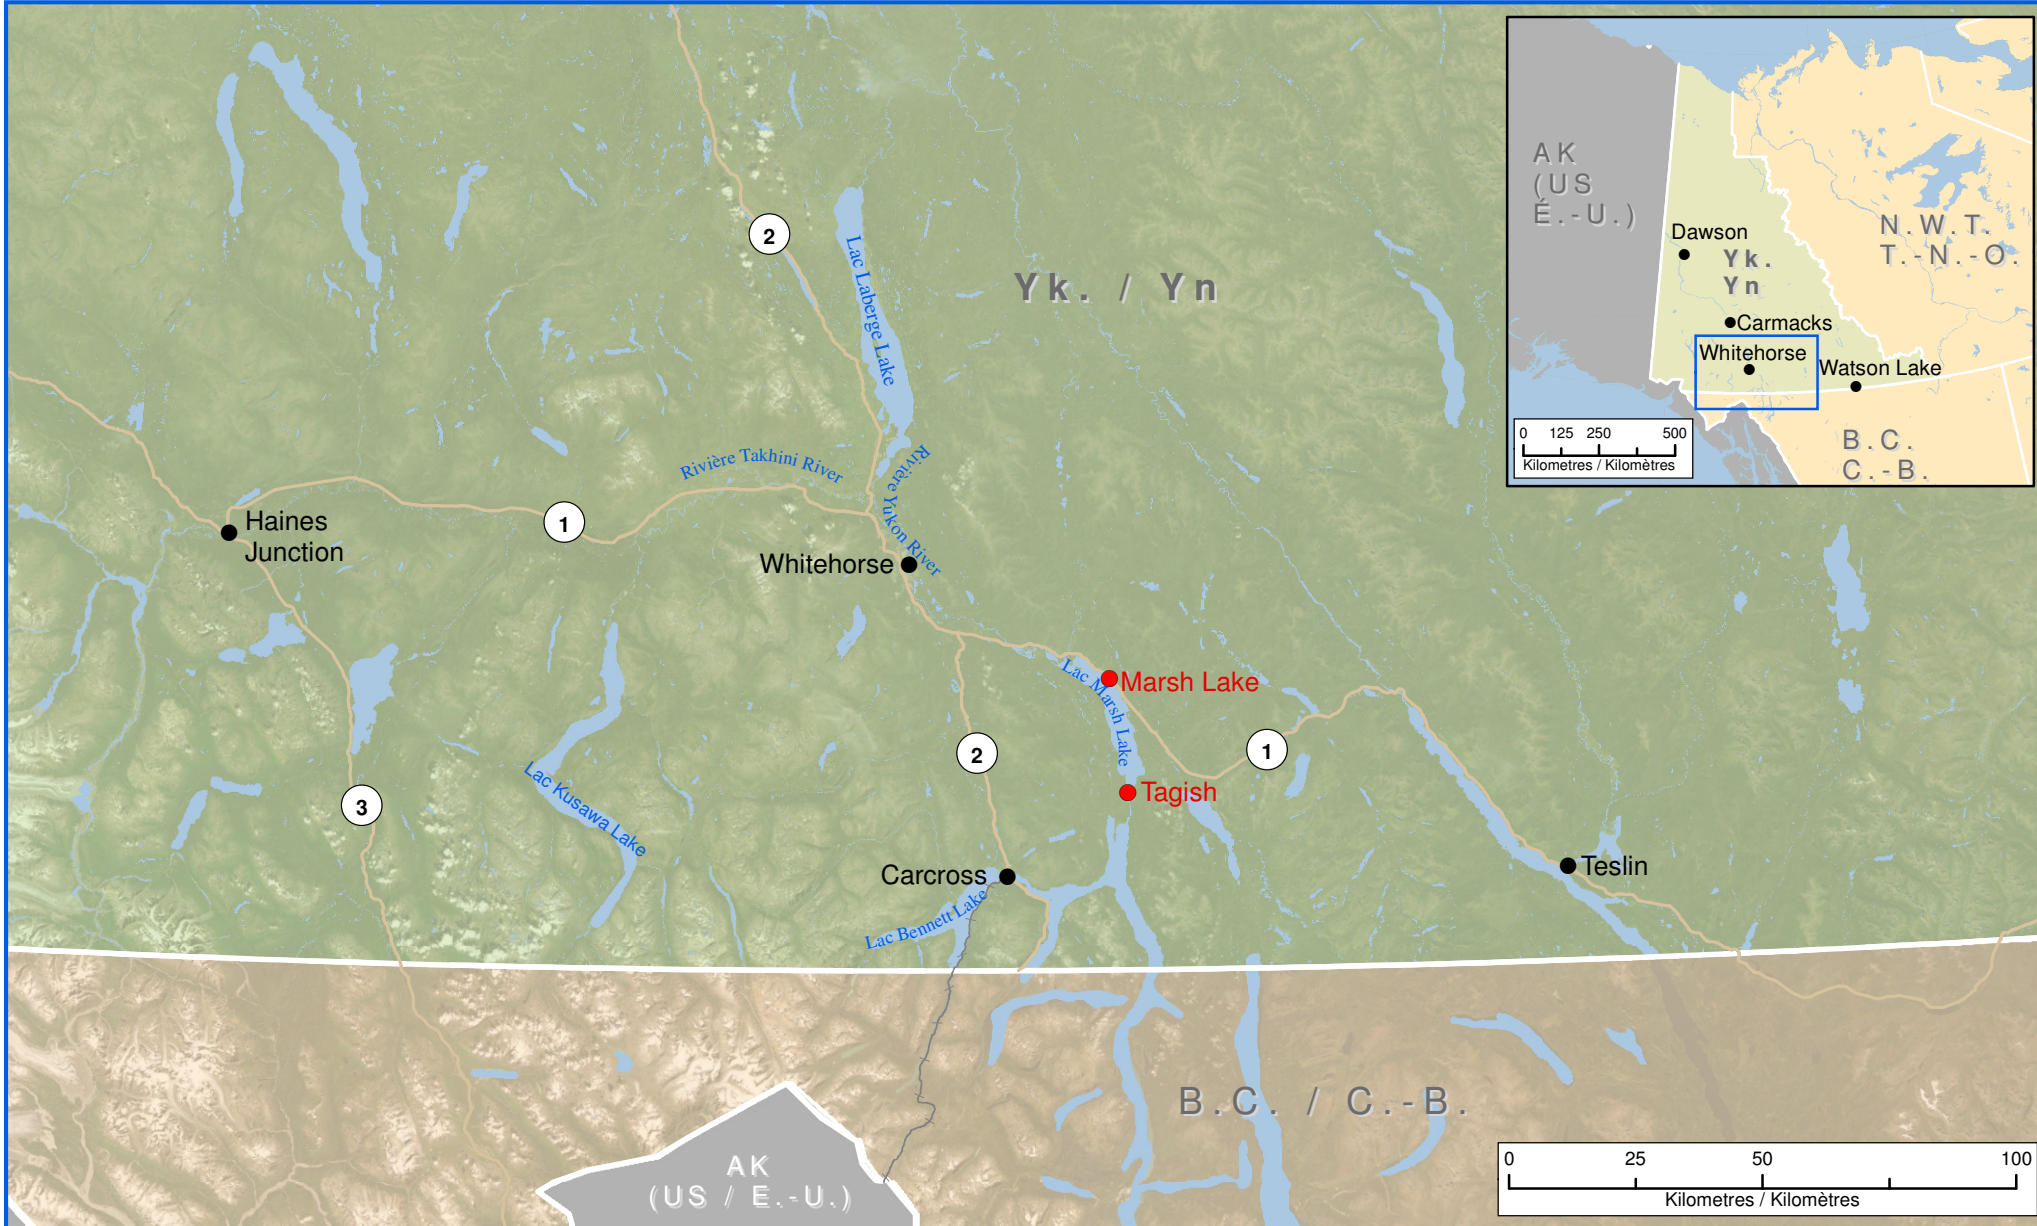 AK
(US
É.-U.)
N.W.T.
T.-N.-O.
Dawson
Yk.
Yn
Carmacks
Whitehorse
Watson Lake
B.C.
C.-B.
0 125 250 500
Kilometres / Kilomètres
2
Lac Laberge Lake
Yk. / Yn
Rivière Takhini River
Rivière Yukon River
1
Haines
Junction
Whitehorse
Lac Marsh Lake
Marsh Lake
2
1
3
Lac Kusawa Lake
Tagish
Carcross
Teslin
Lac Bennett Lake
B.C. / C.-B.
AK
(US / E.-U.)
0 25 50 100
Kilometres / Kilomètres